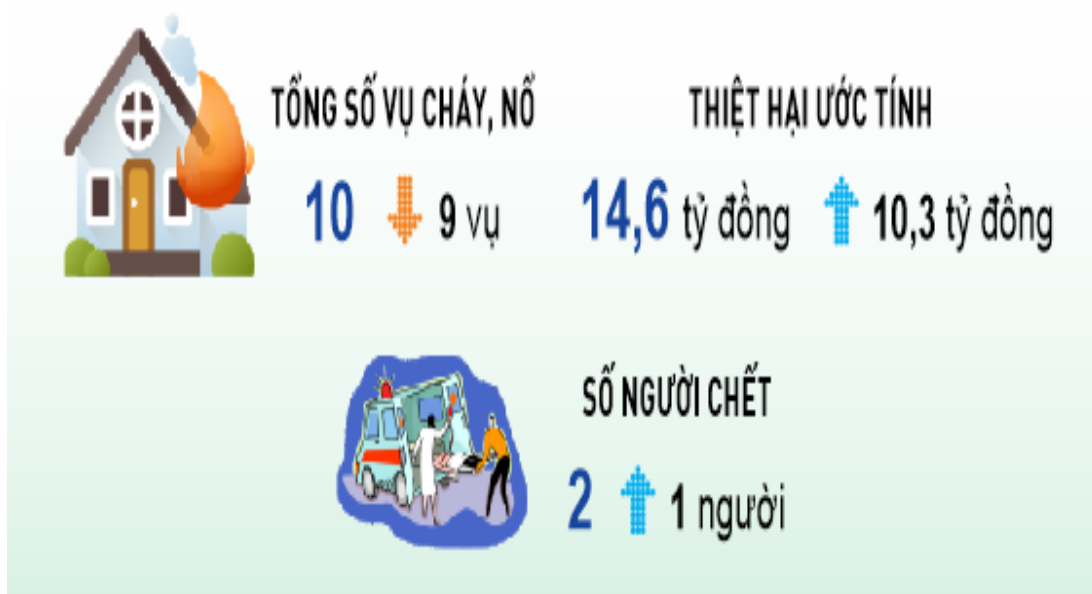 TỔNG SỐ VỤ CHÁY, NỔ
THIỆT HẠI ƯỚC TÍNH
10 9 vụ
14,6 tỷ đồng 10,3 tỷ đồng
SỐ NGƯỜI CHẾT
2 1 người